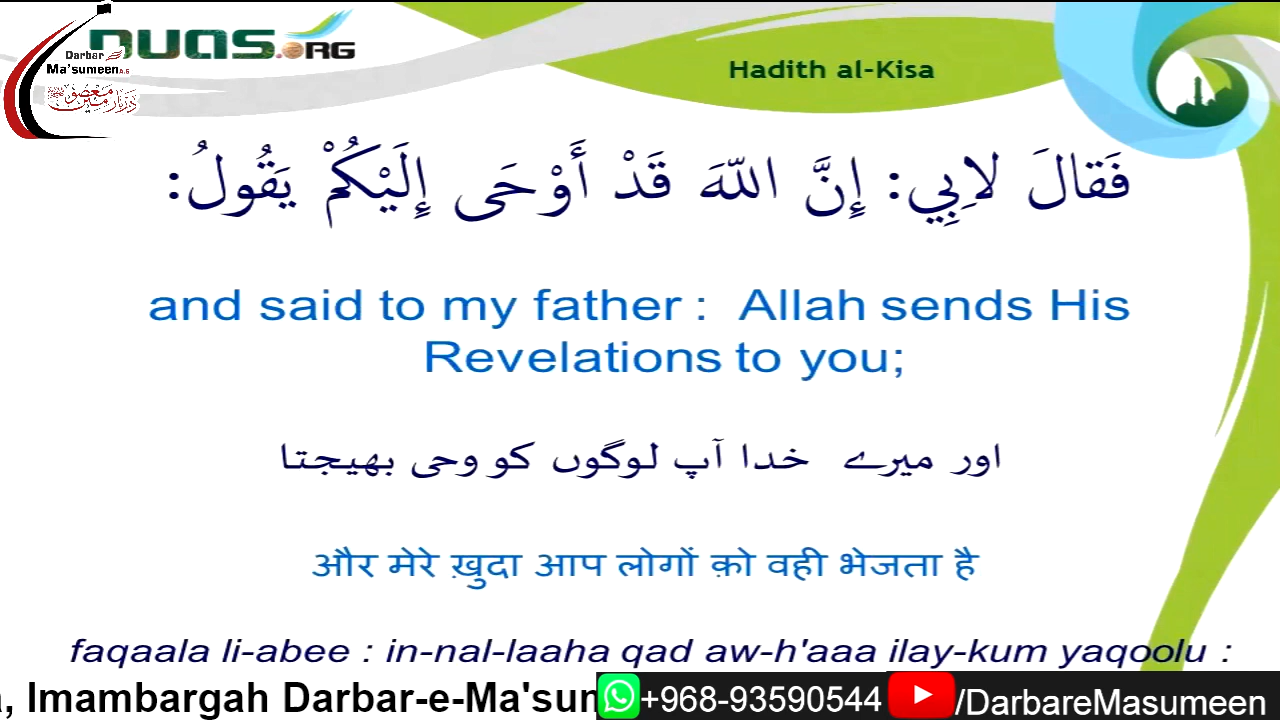 DUAS.ORG
Darbar
Ma'sumeen A.S
Hadith al-Kisa
فَقالَ لاِبِي: إِنَّ اللّهَ قَدْ أَوْحَى إِلَيْكُمْ يَقُولُ:
and said to my father : Allah sends His
Revelations to you;
اور میرے خدا آپ لوگوں کو وحی بھیجتا
और मेरे ख़ुदा आप लोगों क़ो वही भेजता है
faqaala li-abee : in-nal-laaha qad aw-h'aaa ilay-kum yaqoolu :
, Imambargah Darbar-e-Ma'sum
+968-93590544
/DarbareMasumeen